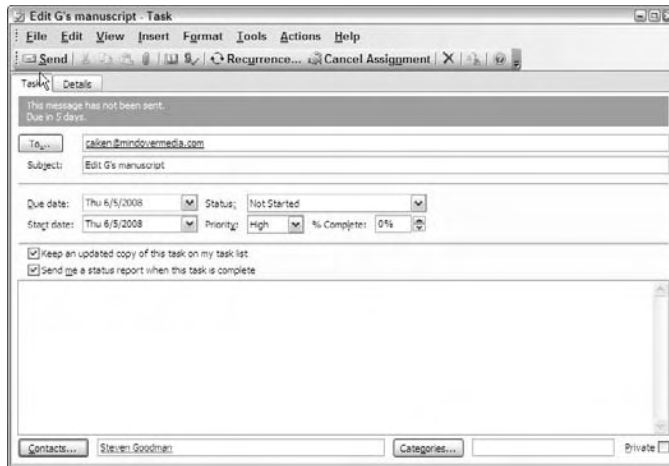 Edit G's manuscript - Task
File Edit View Insert Format Tools Actions Help
Send Recurrence... Cancel Assignment
Task Details
This message has not been sent.
Due in 5 days.
To... caiken@mindovermedia.com
Subject: Edit G's manuscript
Due date: Thu 6/5/2008 Status: Not Started
Start date: Thu 6/5/2008 Priority: High % Complete: 0%
Keep an updated copy of this task on my task list
Send me a status report when this task is complete
Contacts... Steven Goodman Categories... Private